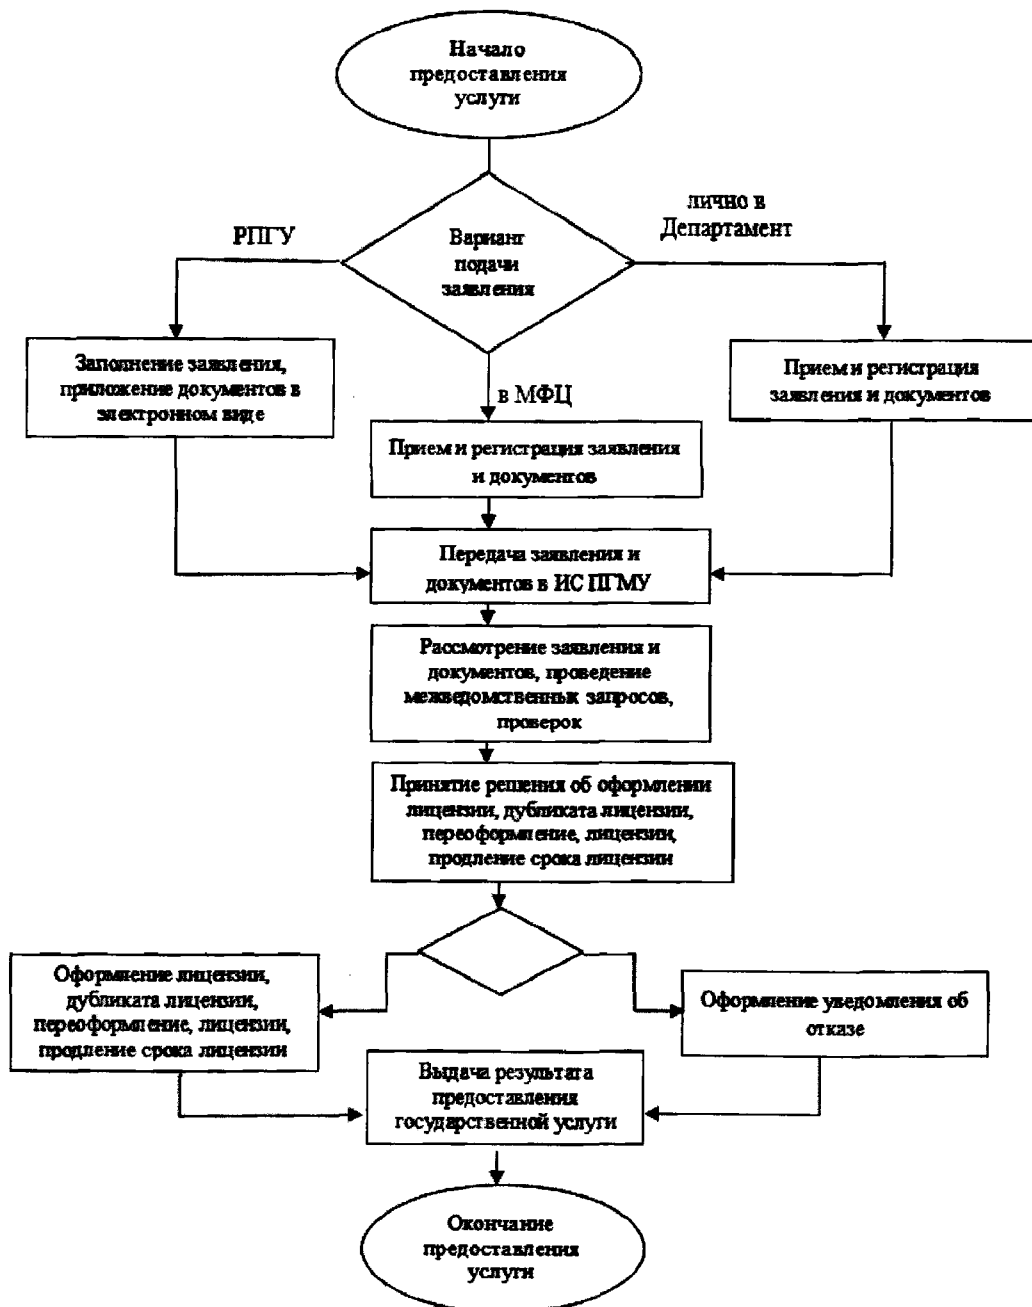 Начало
предоставления
услуги
лично в
Департамент
РПГУ
Вариант
подачи
заявления
Заполнение заявления,
приложение документов в
электронном виде
Прием и регистрация
заявления и документов
в МФЦ
Прием и регистрация заявления
и документов
Передача заявления и
документов в ИС ПГМУ
Рассмотрение заявления и
документов, проведение
межведомственных запросов,
проверок
Принятие решения об оформлении
лицензии, дубликата лицензии,
переоформление, лицензии,
продление срока лицензии
Оформление лицензии,
дубликата лицензии,
переоформление, лицензии,
продление срока лицензии
Оформление уведомления об
отказе
Выдача результата
предоставления
государственной услуги
Окончание
предоставления
услуги